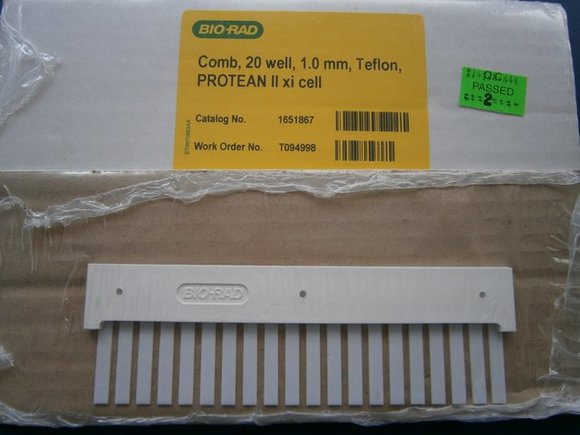 BIO-RAD
Comb, 20 well, 1.0 mm, Teflon,
PROTEAN II xi cell
Catalog No. 1651867
Work Order No. T094998
Q.C.
PASSED
2
BIO-RAD